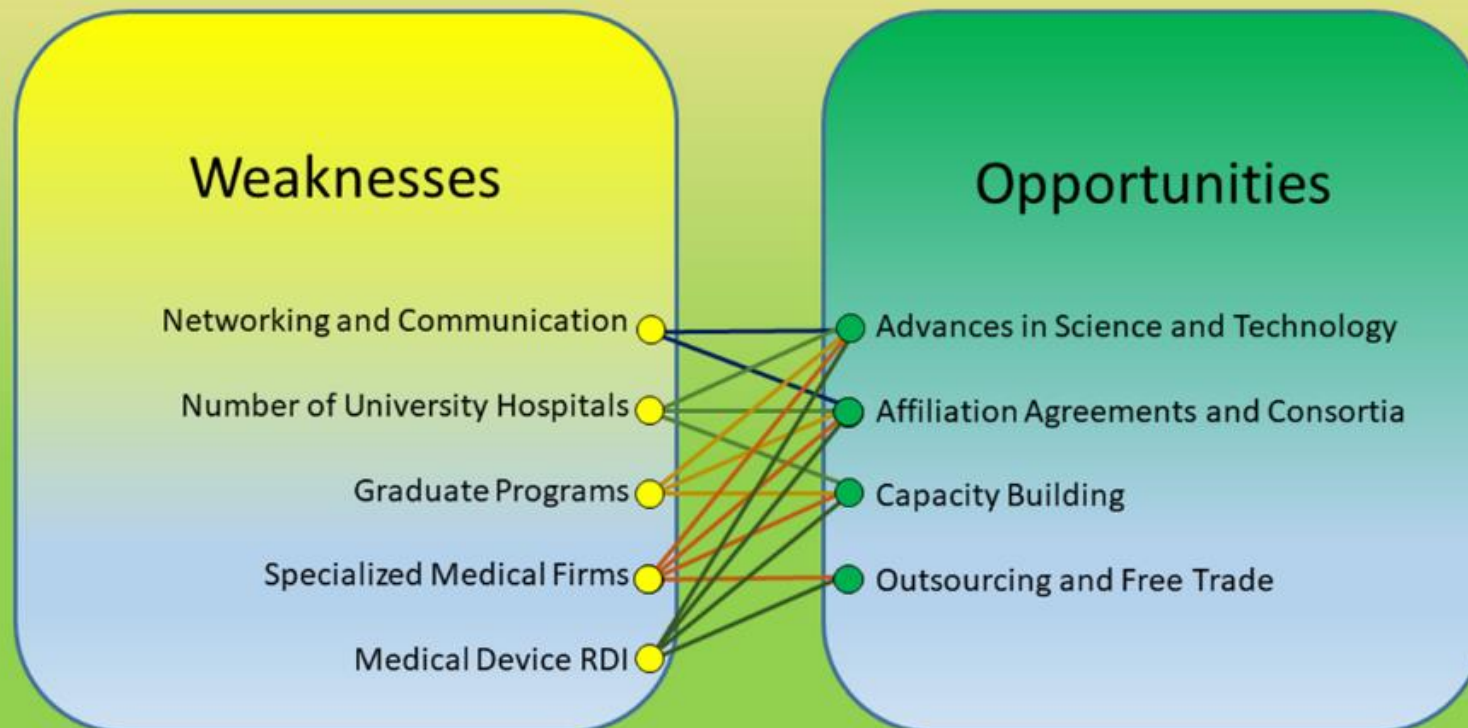 Weaknesses
Networking and Communication
Number of University Hospitals
Graduate Programs
Specialized Medical Firms
Medical Device RDI
Opportunities
Advances in Science and Technology
Affiliation Agreements and Consortia
Capacity Building
Outsourcing and Free Trade